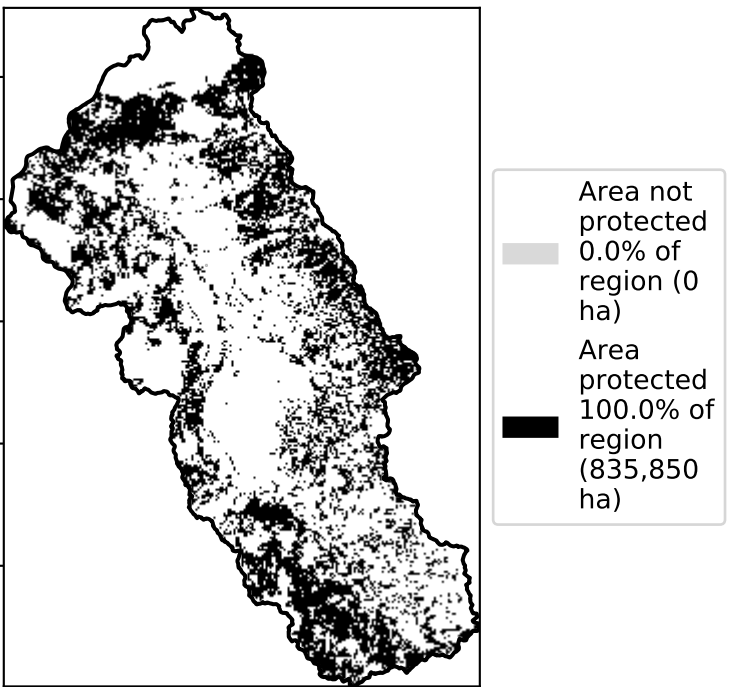 Area not
protected
0.0% of
region (0
ha)
Area
protected
100.0% of
region
(835,850
ha)